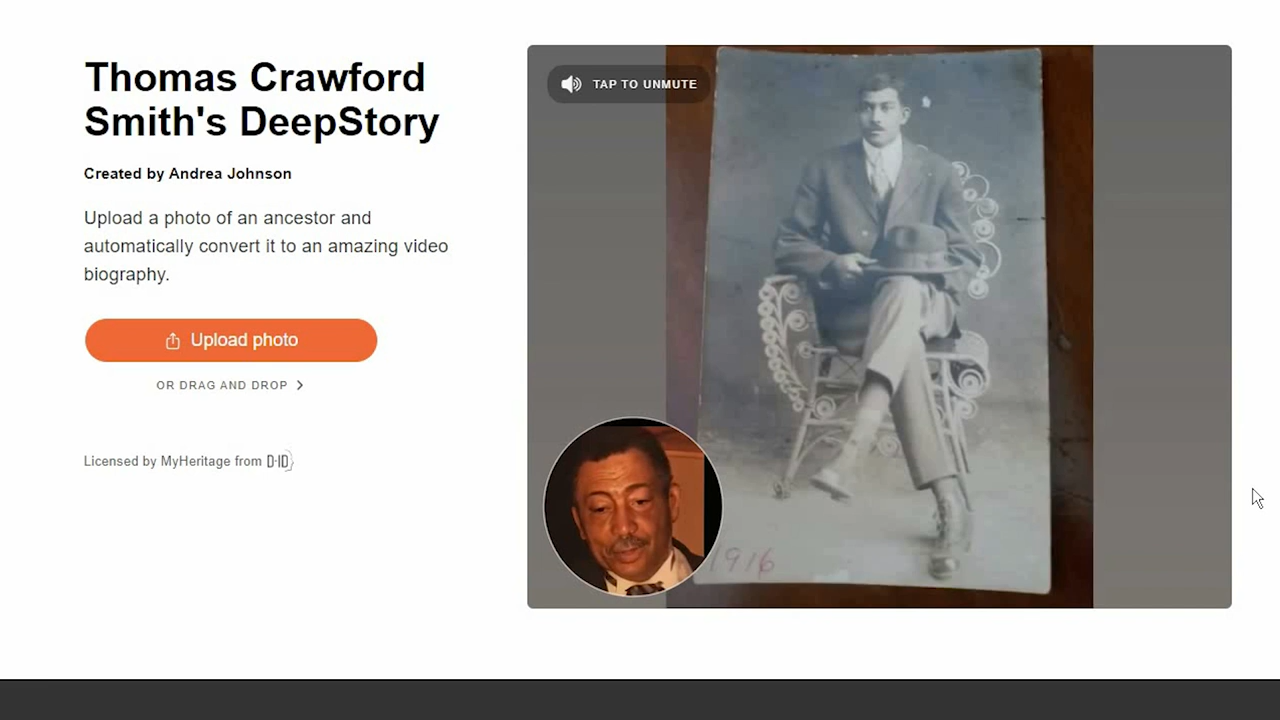 Thomas Crawford
Smith's DeepStory
Created by Andrea Johnson
Upload a photo of an ancestor and
automatically convert it to an amazing video
biography.
Upload photo
OR DRAG AND DROP
Licensed by MyHeritage from D-ID
TAP TO UNMUTE
1916